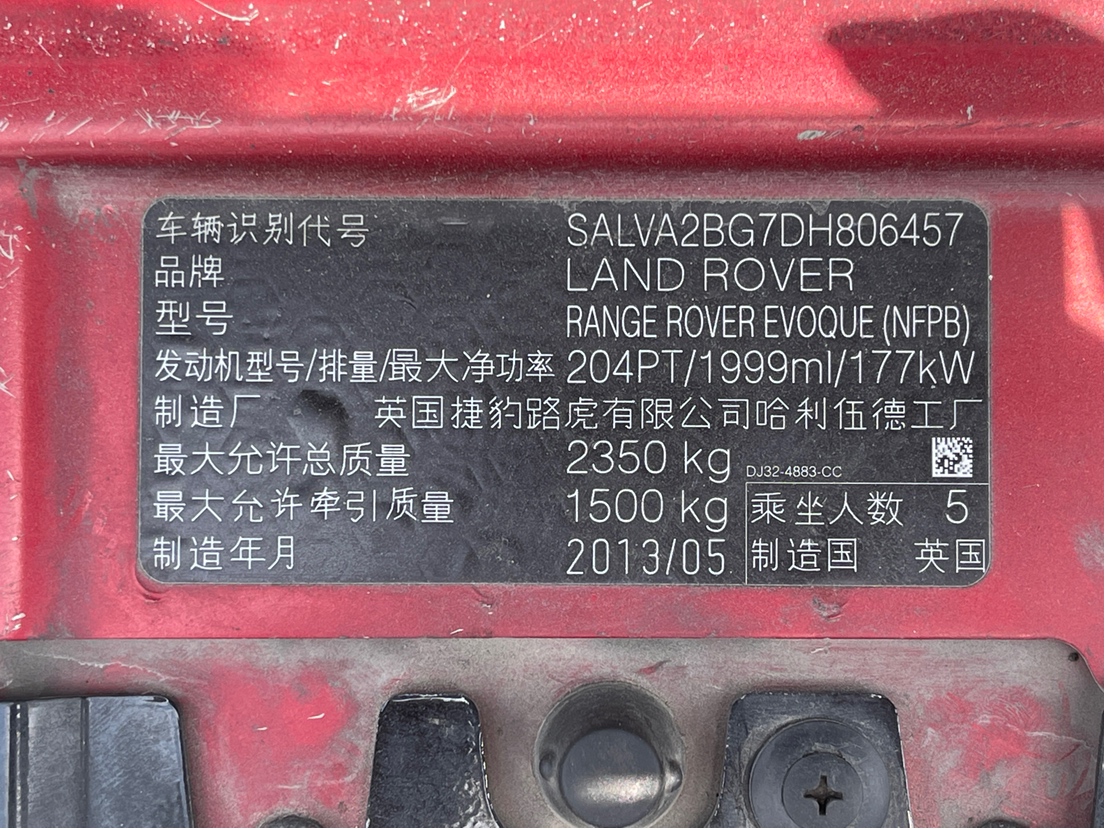 车辆识别代号 SALVA2BG7DH806457
品牌 LAND ROVER
型号 RANGE ROVER EVOQUE (NFPB)
发动机型号/排量/最大净功率 204PT/1999ml/177kW
制造厂 英国捷豹路虎有限公司哈利伍德工厂
最大允许总质量 2350 kg DJ32-4883-CC
最大允许牵引质量 1500 kg 乘坐人数 5
制造年月 2013/05 制造国 英国